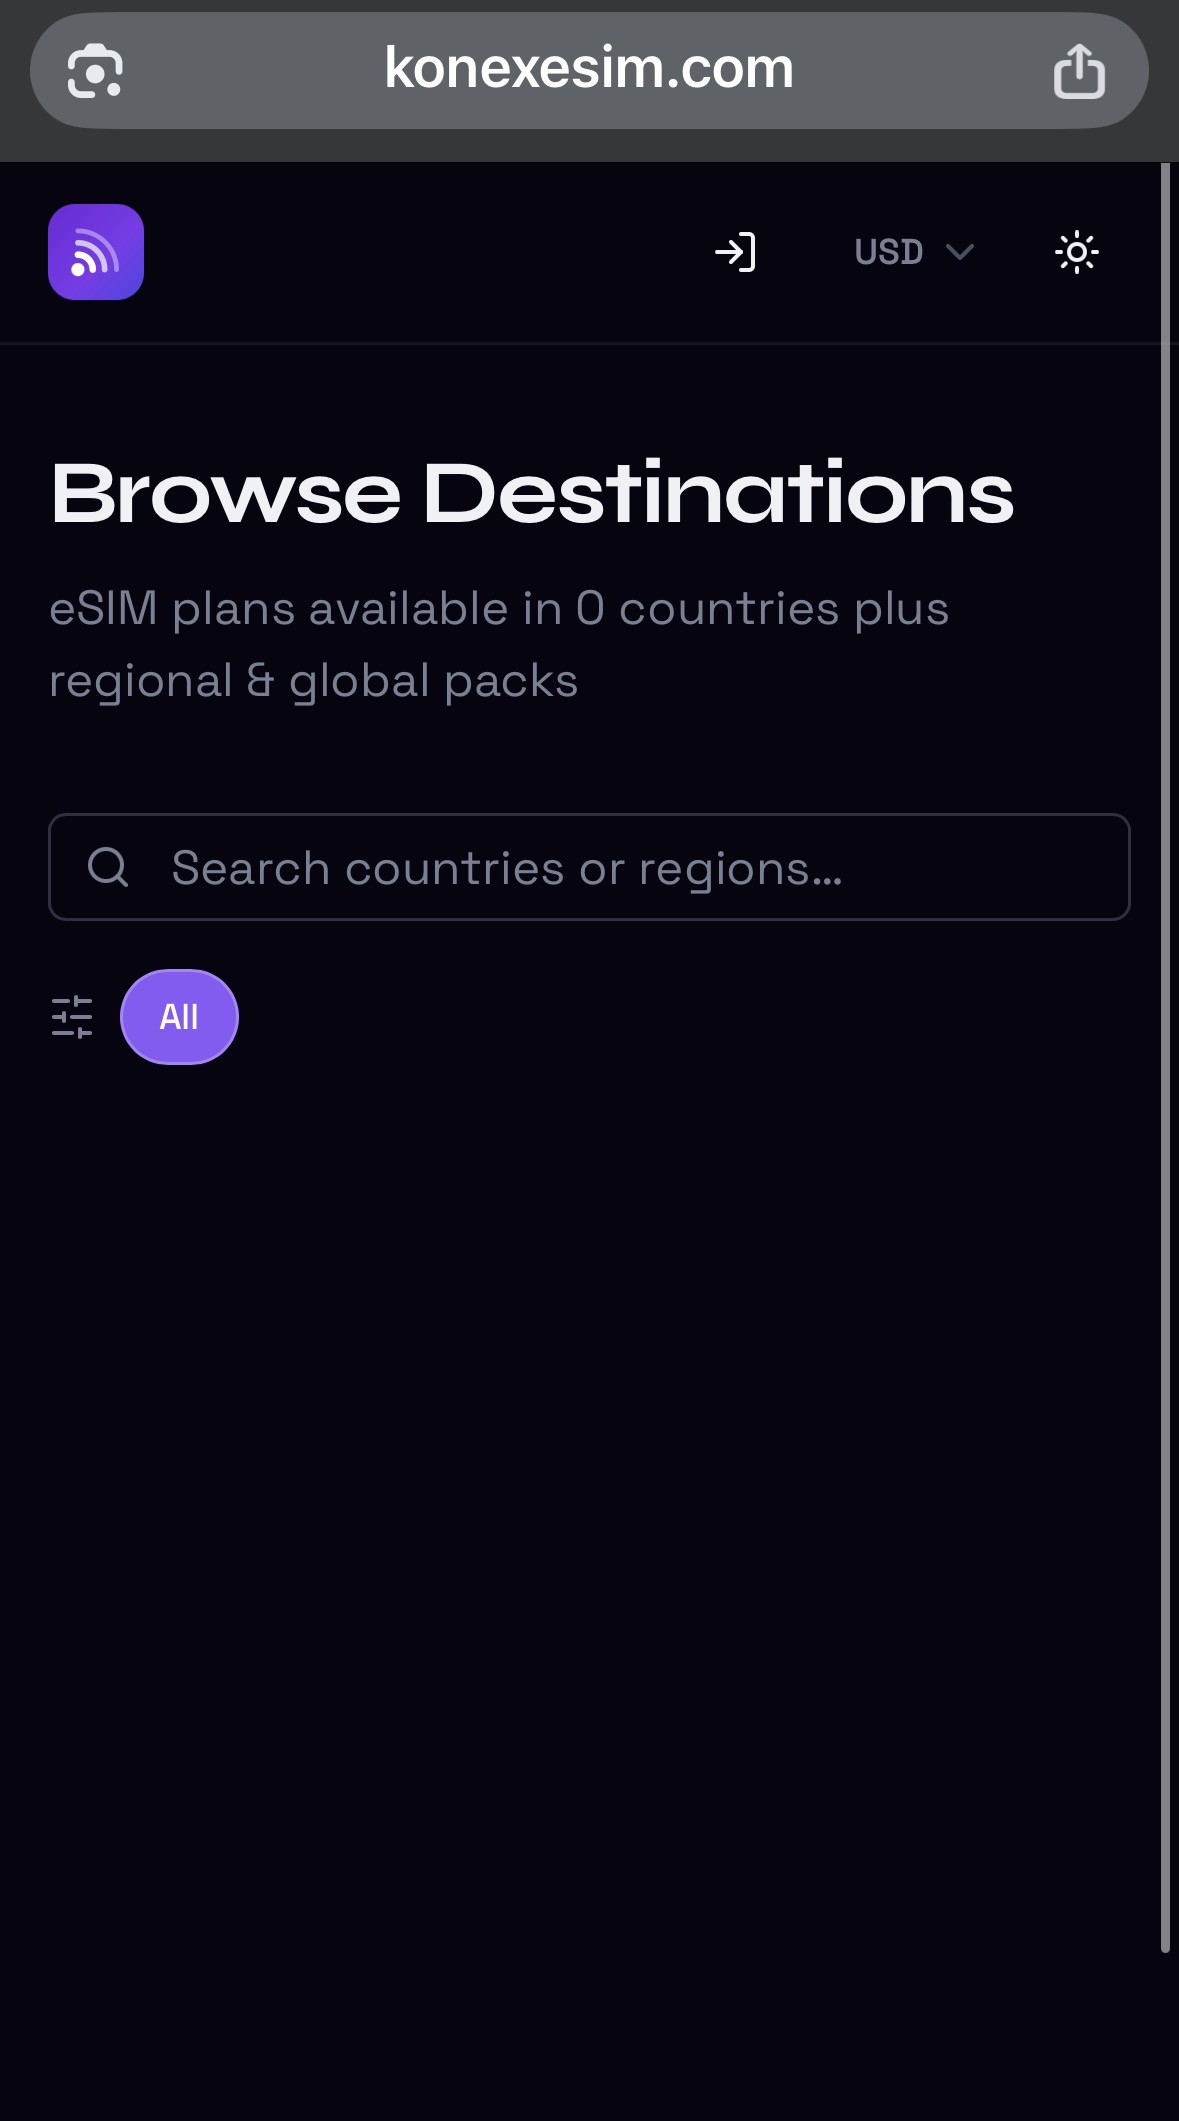 konexesim.com
USD
Browse Destinations
eSIM plans available in 0 countries plus
regional & global packs
Search countries or regions...
All